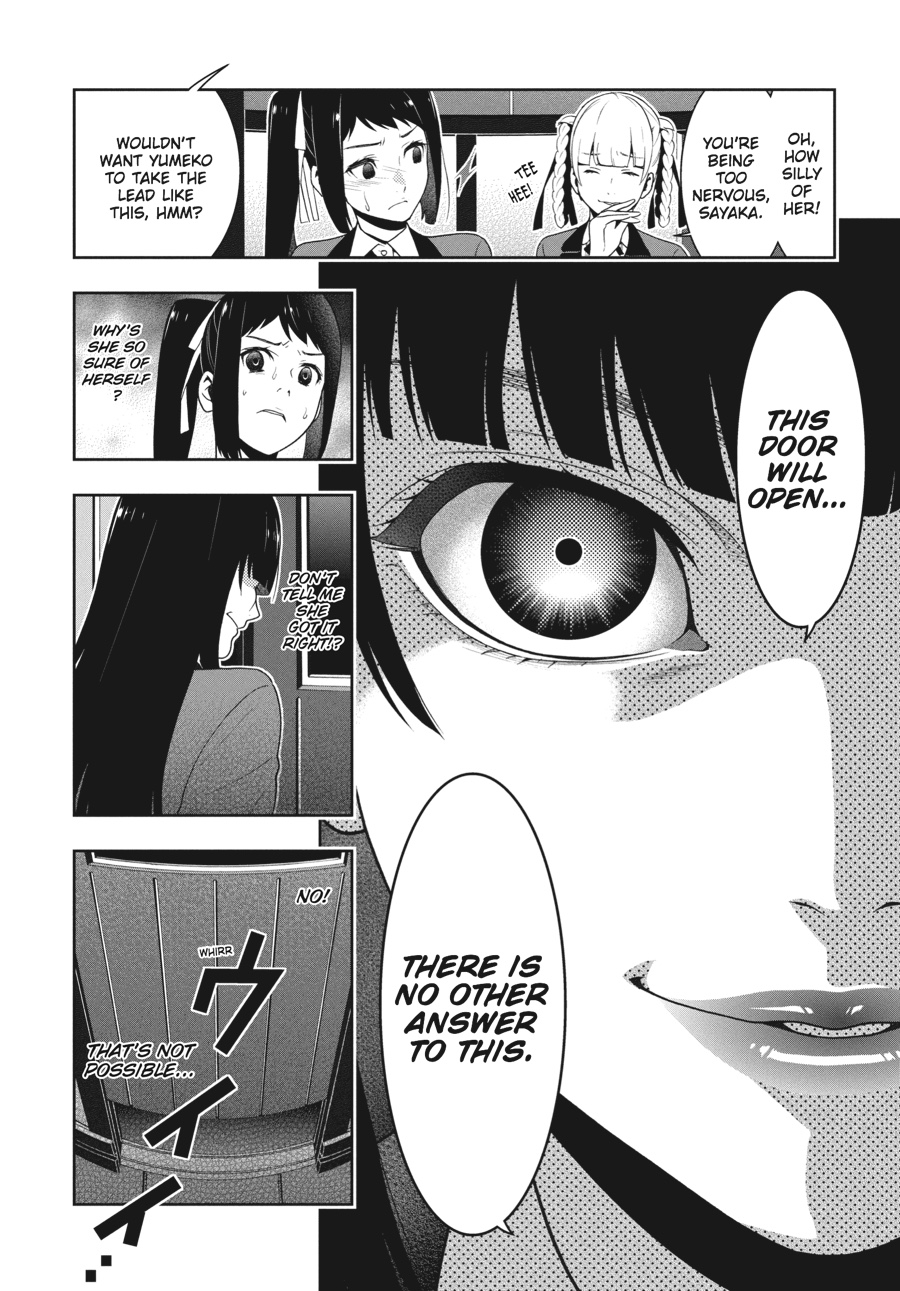 OH,
HOW
SILLY
OF
HER!
YOU'RE
BEING
TOO
NERVOUS,
SAYAKA.
TEE
HEE!
WOULDN'T
WANT YUMEKO
TO TAKE THE
LEAD LIKE
THIS, HMM?
THIS
DOOR
WILL
OPEN...
THERE IS
NO OTHER
ANSWER
TO THIS.
WHY'S
SHE SO
SURE OF
HERSELF
?
DON'T
TELL ME
SHE
GOT IT
RIGHT!?
NO!
WHIRR
ウィイィ...
THAT'S NOT
POSSIBLE...